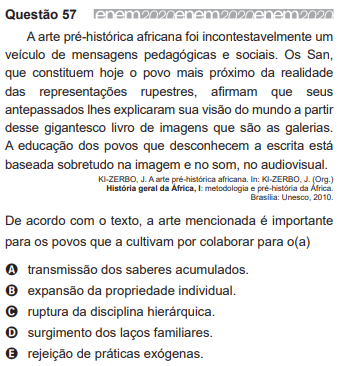 Questão 57 enem2020enem2020enem2020
A arte pré-histórica africana foi incontestavelmente um
veículo de mensagens pedagógicas e sociais. Os San,
que constituem hoje o povo mais próximo da realidade
das representações rupestres, afirmam que seus
antepassados lhes explicaram sua visão do mundo a partir
desse gigantesco livro de imagens que são as galerias.
A educação dos povos que desconhecem a escrita está
baseada sobretudo na imagem e no som, no audiovisual.
KI-ZERBO, J. A arte pré-histórica africana. In: KI-ZERBO, J. (Org.)
História geral da África, I: metodologia e pré-história da África.
Brasília: Unesco, 2010.
De acordo com o texto, a arte mencionada é importante
para os povos que a cultivam por colaborar para o(a)
A transmissão dos saberes acumulados.
B expansão da propriedade individual.
C ruptura da disciplina hierárquica.
D surgimento dos laços familiares.
E rejeição de práticas exógenas.